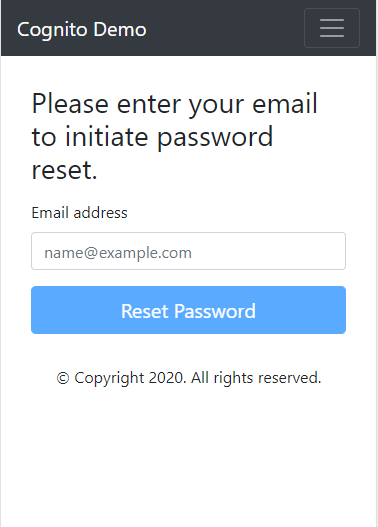 Cognito Demo
Please enter your email
to initiate password
reset.
Email address
name@example.com
Reset Password
© Copyright 2020. All rights reserved.